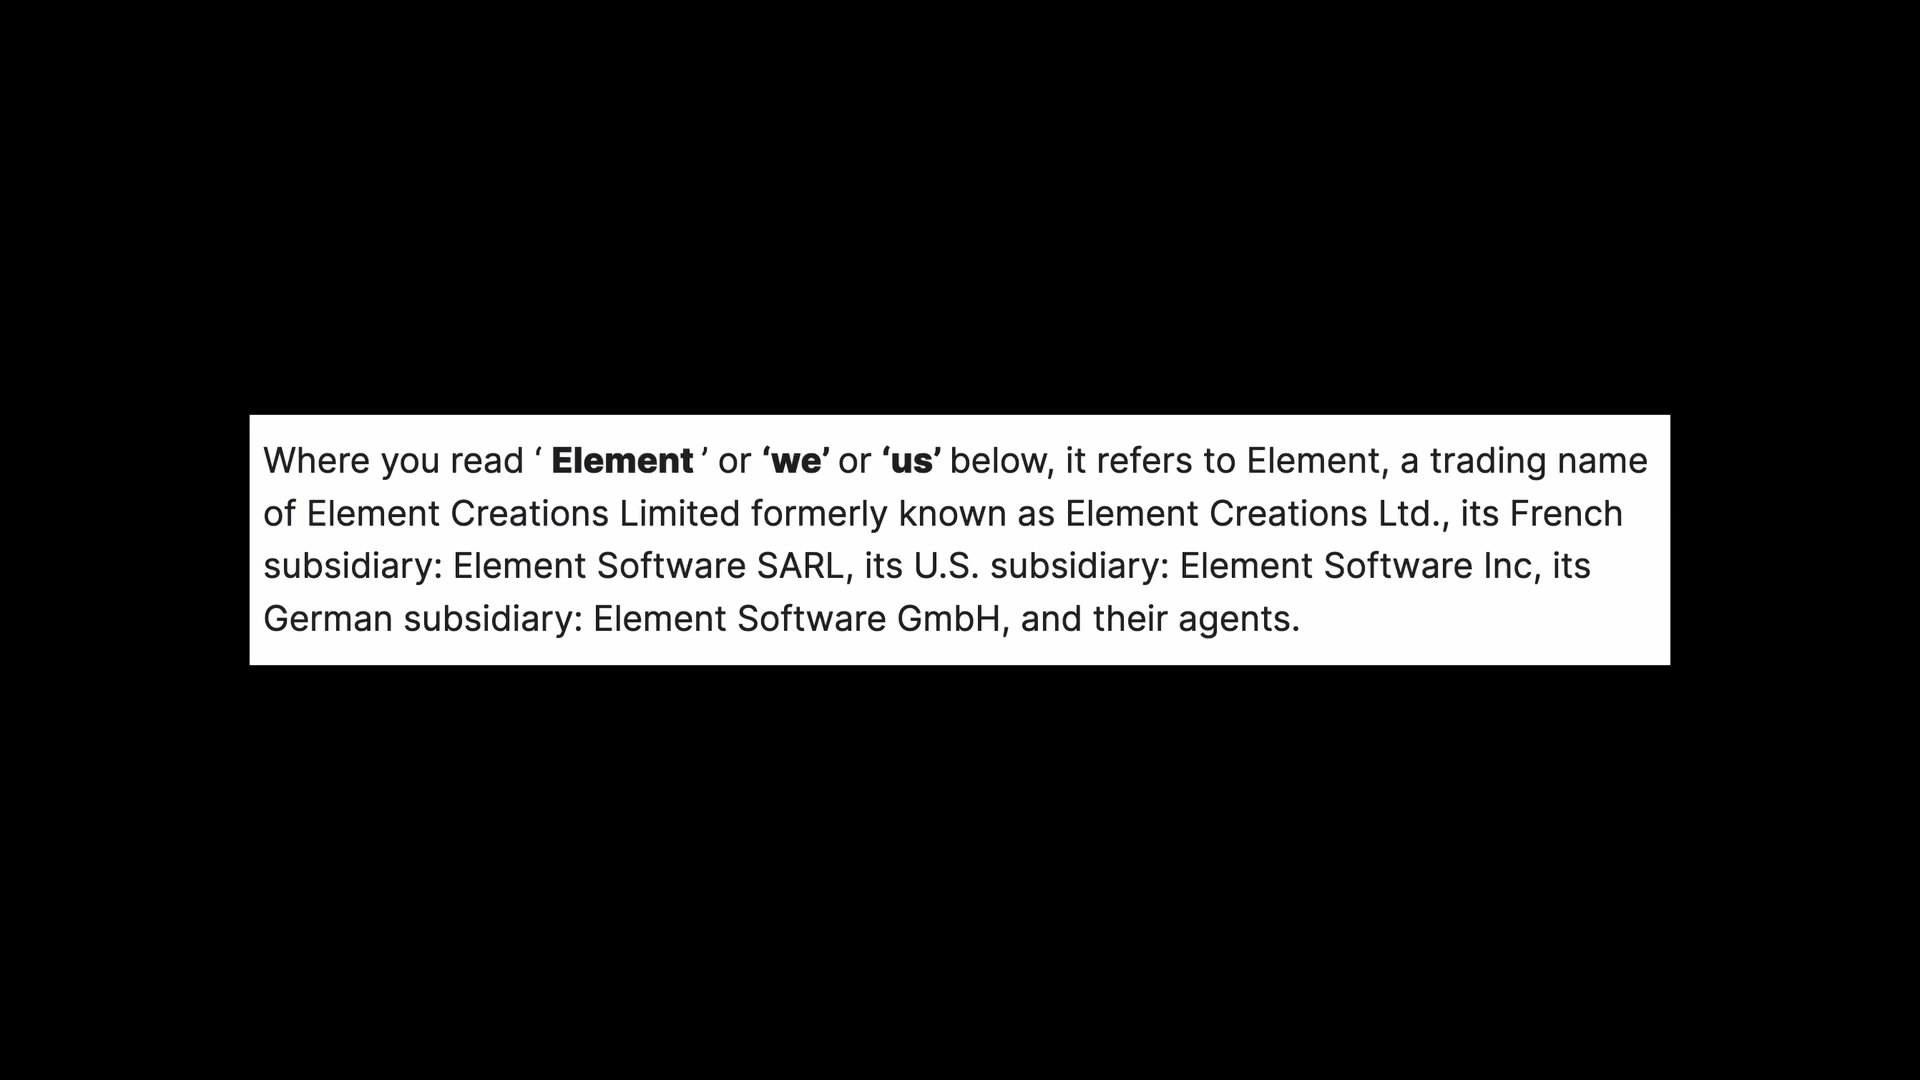 Where you read ‘ Element ’ or ‘we’ or ‘us’ below, it refers to Element, a trading name
of Element Creations Limited formerly known as Element Creations Ltd., its French
subsidiary: Element Software SARL, its U.S. subsidiary: Element Software Inc, its
German subsidiary: Element Software GmbH, and their agents.